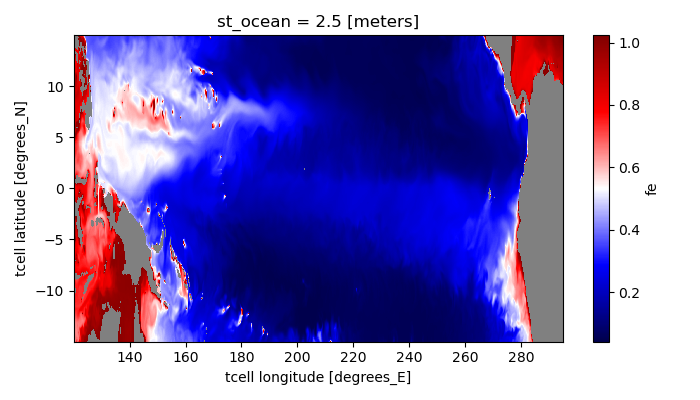 st_ocean = 2.5 [meters]
10
5
0
−5
−10
tcell latitude [degrees_N]
140 160 180 200 220 240 260 280
tcell longitude [degrees_E]
1.0
0.8
0.6
0.4
0.2
fe